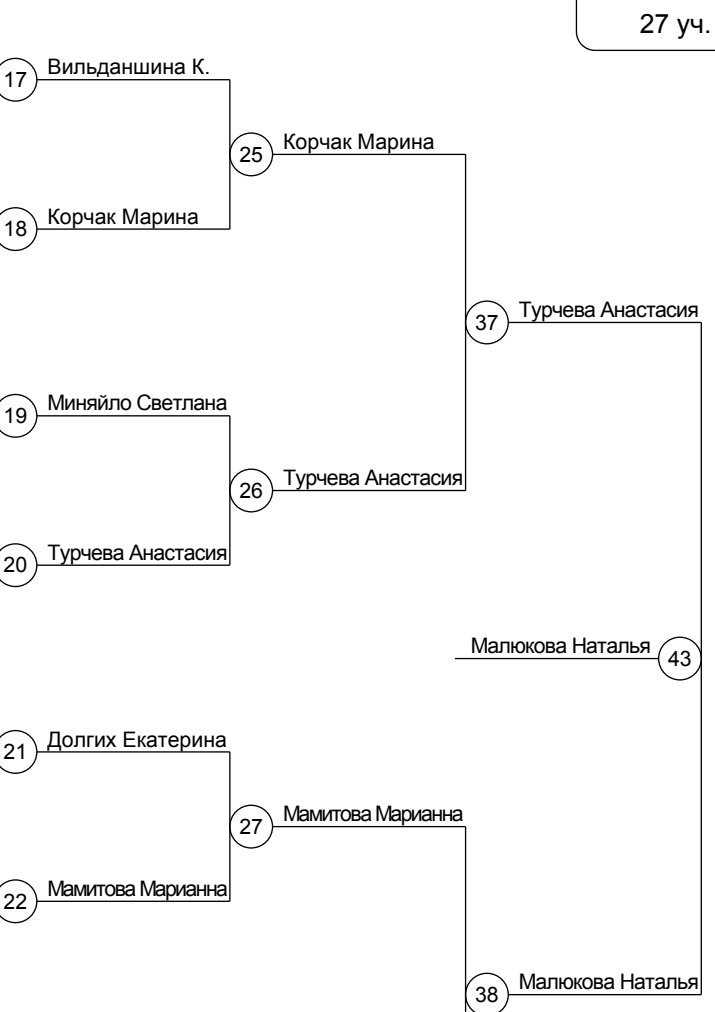 27 уч.
17 Вильданшина К.
25 Корчак Марина
18 Корчак Марина
37 Турчева Анастасия
19 Миняйло Светлана
26 Турчева Анастасия
20 Турчева Анастасия
Малюкова Наталья 43
21 Долгих Екатерина
27 Мамитова Марианна
22 Мамитова Марианна
38 Малюкова Наталья